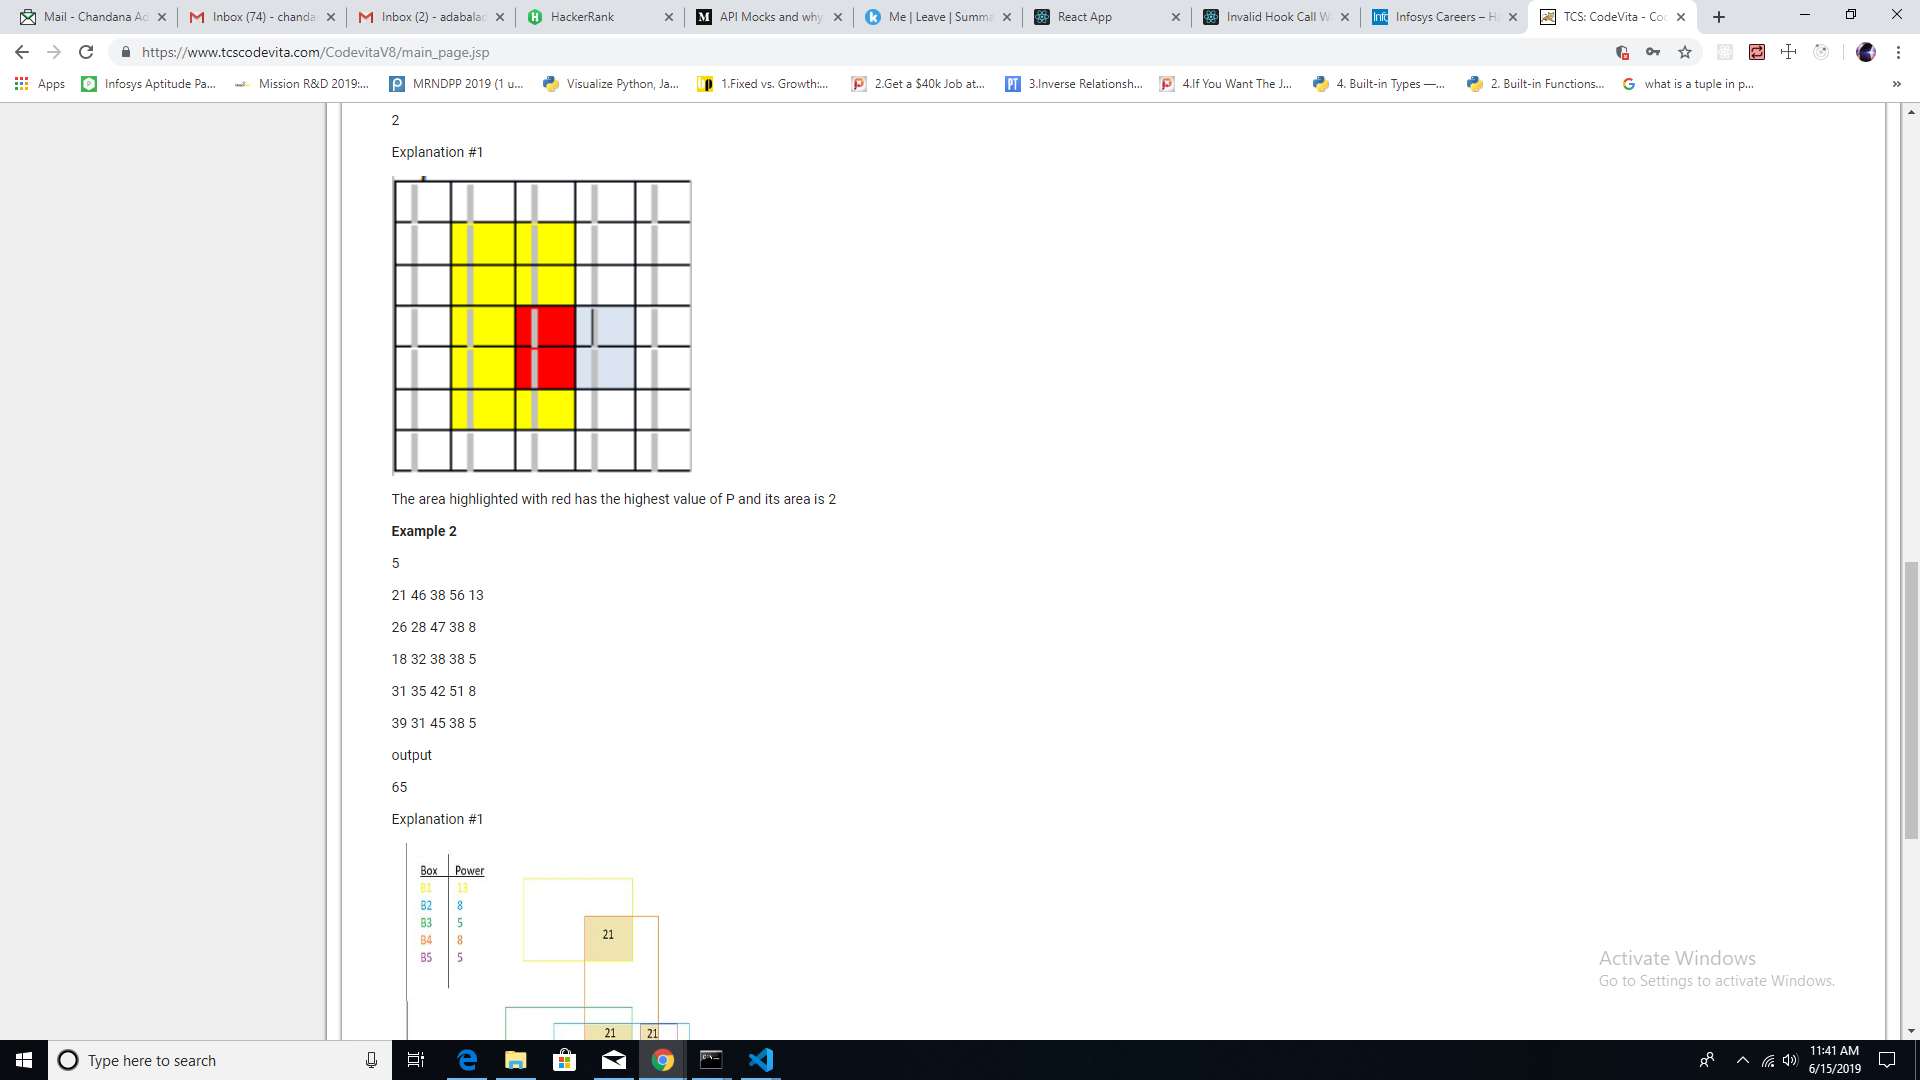 Mail - Chandana Ad
Inbox (74) - chanda
Inbox (2) - adabalac
HackerRank
M API Mocks and why
Me | Leave | Summa
React App
Invalid Hook Call W
Infosys Careers – Ha
TCS: CodeVita - Co
https://www.tcscodevita.com/CodevitaV8/main_page.jsp
Apps
Infosys Aptitude Pa...
Mission R&D 2019:...
MRNDPP 2019 (1 u...
Visualize Python, Ja...
1.Fixed vs. Growth:...
2.Get a $40k Job at...
PT 3.Inverse Relationsh...
4.If You Want The J...
4. Built-in Types —...
2. Built-in Functions...
what is a tuple in p...
2
Explanation #1
The area highlighted with red has the highest value of P and its area is 2
Example 2
5
21 46 38 56 13
26 28 47 38 8
18 32 38 38 5
31 35 42 51 8
39 31 45 38 5
output
65
Explanation #1
Box Power
B1 13
B2 8
B3 5
B4 8
B5 5
21
21 21
Activate Windows
Go to Settings to activate Windows.
Type here to search
11:41 AM
6/15/2019